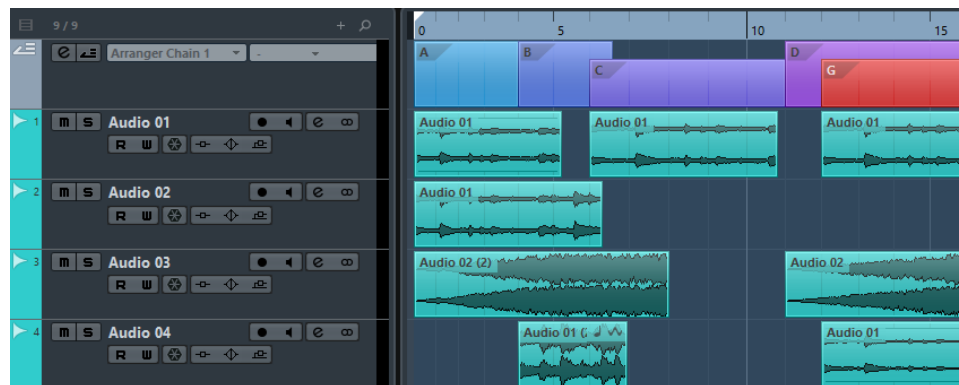 9 / 9 +
0 5 10 15
e Arranger Chain 1 -
A B C D G
1 m S Audio 01 e
R W
Audio 01 Audio 01 Audio 01
2 m S Audio 02 e
R W
Audio 01
3 m S Audio 03 e
R W
Audio 02 (2) Audio 02
4 m S Audio 04 e
R W
Audio 01 Audio 01